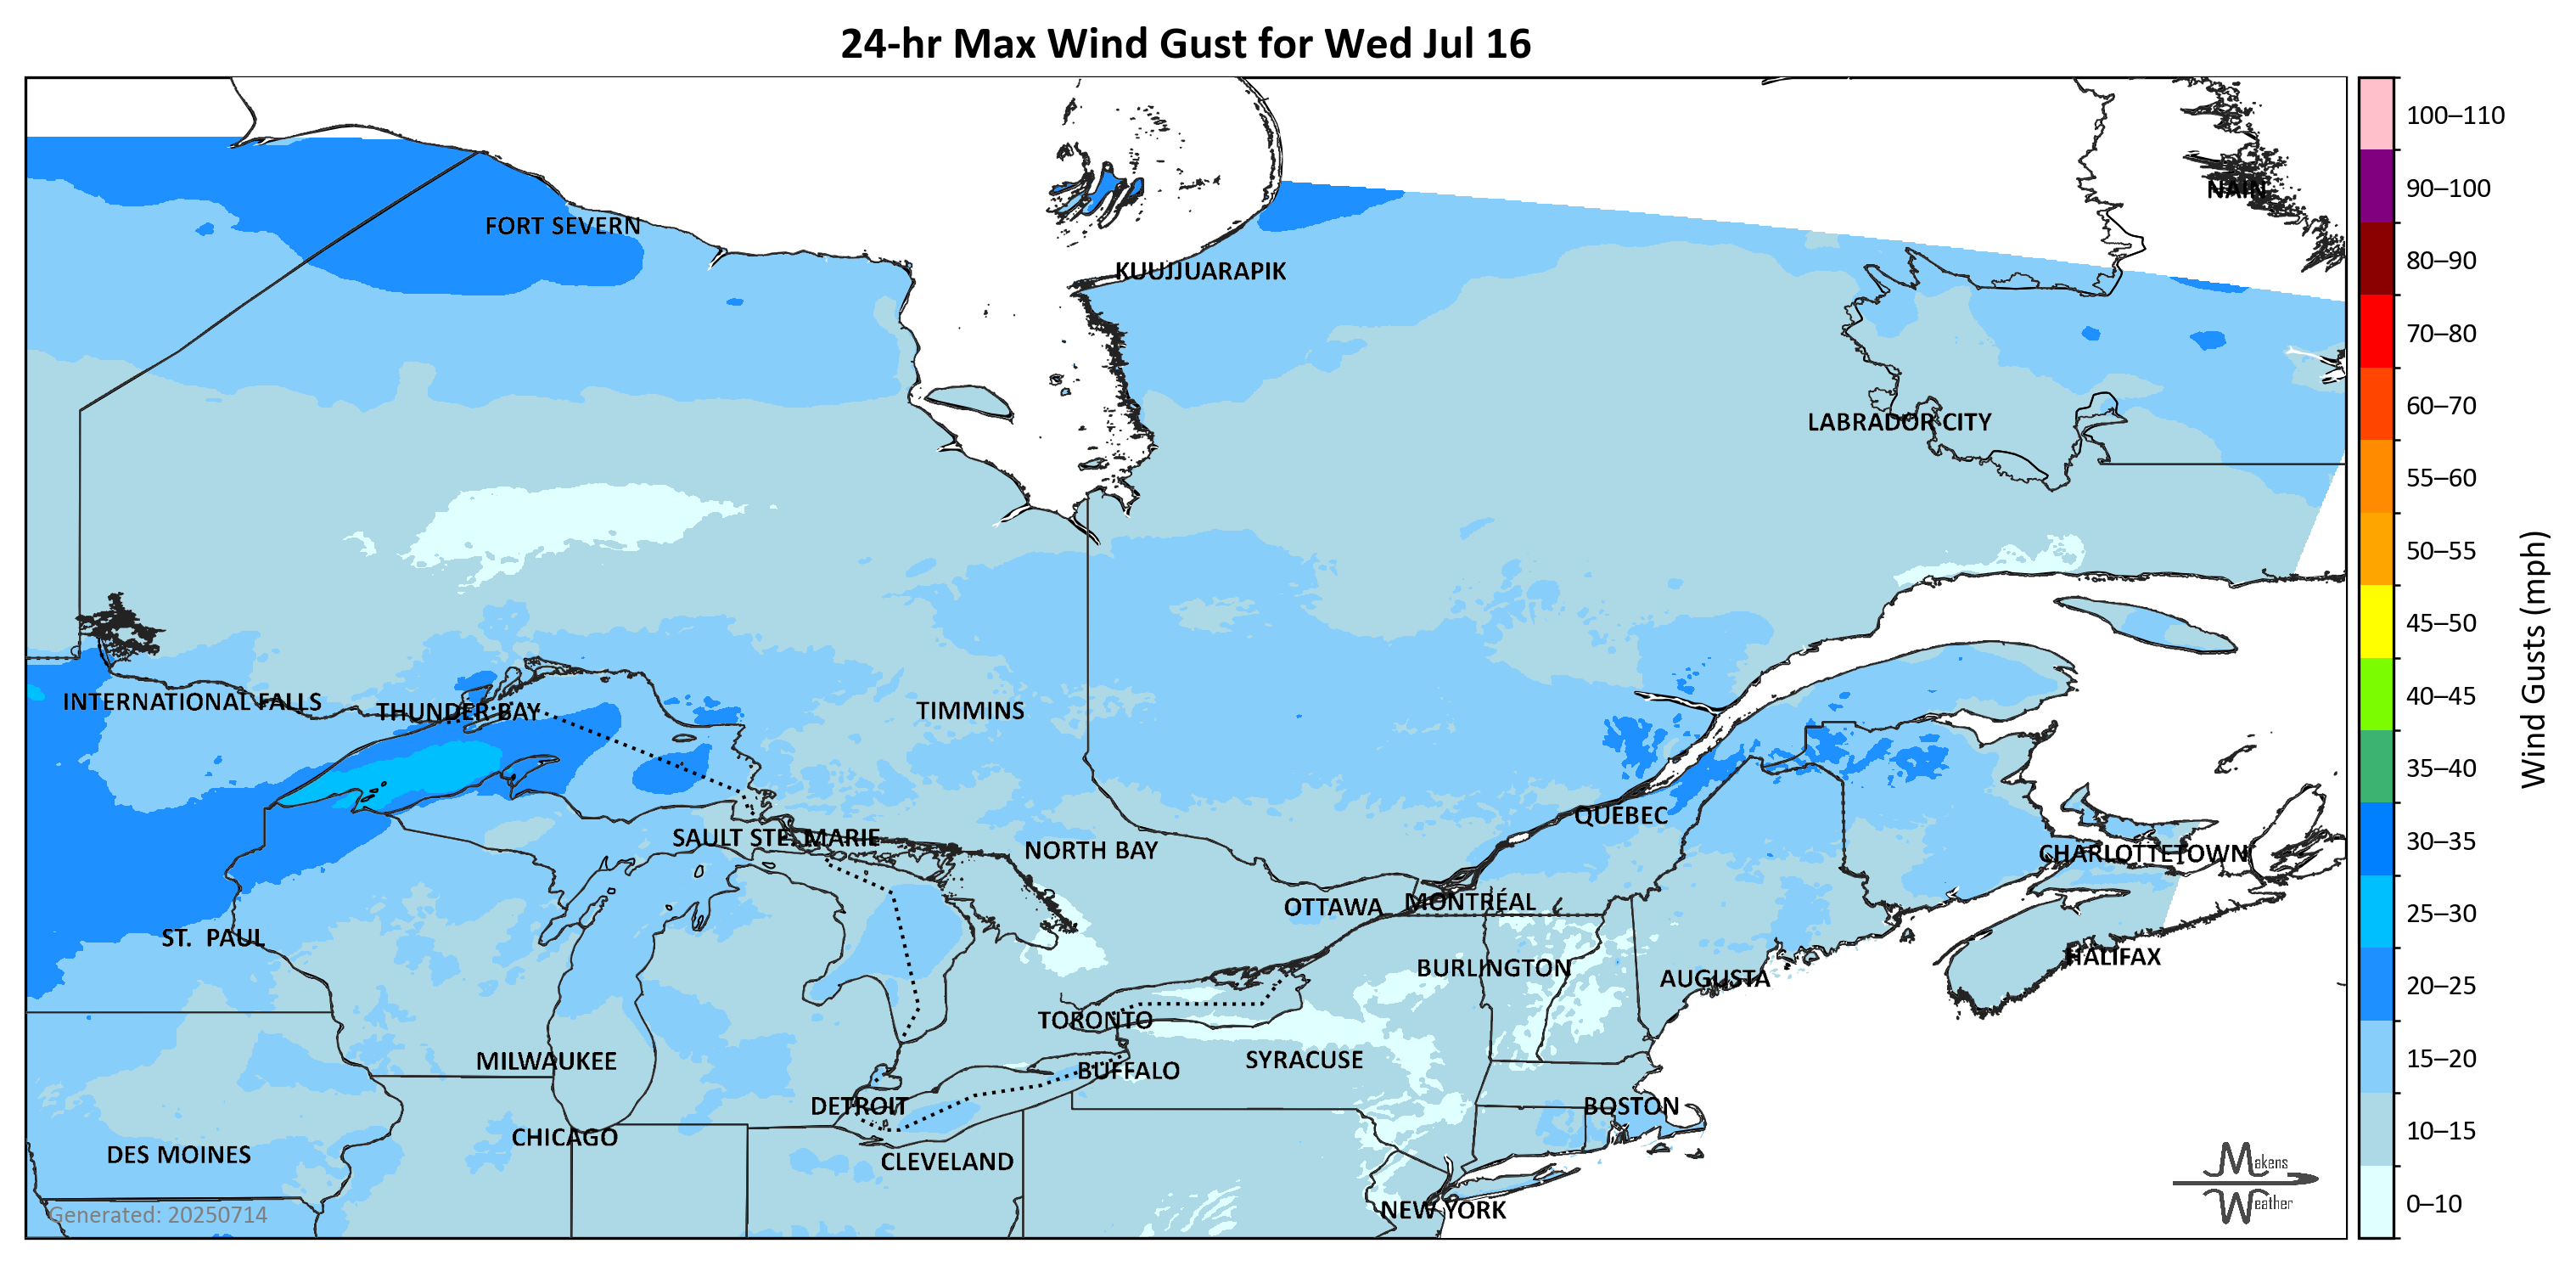 24-hr Max Wind Gust for Wed Jul 16
100–110
90–100
80–90
70–80
60–70
55–60
50–55
45–50
40–45
35–40
30–35
25–30
20–25
15–20
10–15
0–10
Wind Gusts (mph)
NAIN
FORT SEVERN
KUUJJUARAPIK
LABRADOR CITY
INTERNATIONAL FALLS
THUNDER BAY
TIMMINS
QUEBEC
SAULT STE. MARIE
NORTH BAY
CHARLOTTETOWN
OTTAWA
MONTRÉAL
ST. PAUL
HALIFAX
BURLINGTON
AUGUSTA
TORONTO
MILWAUKEE
SYRACUSE
BUFFALO
DETROIT
BOSTON
CHICAGO
DES MOINES
CLEVELAND
NEW YORK
Generated: 20250714
Makens
Weather